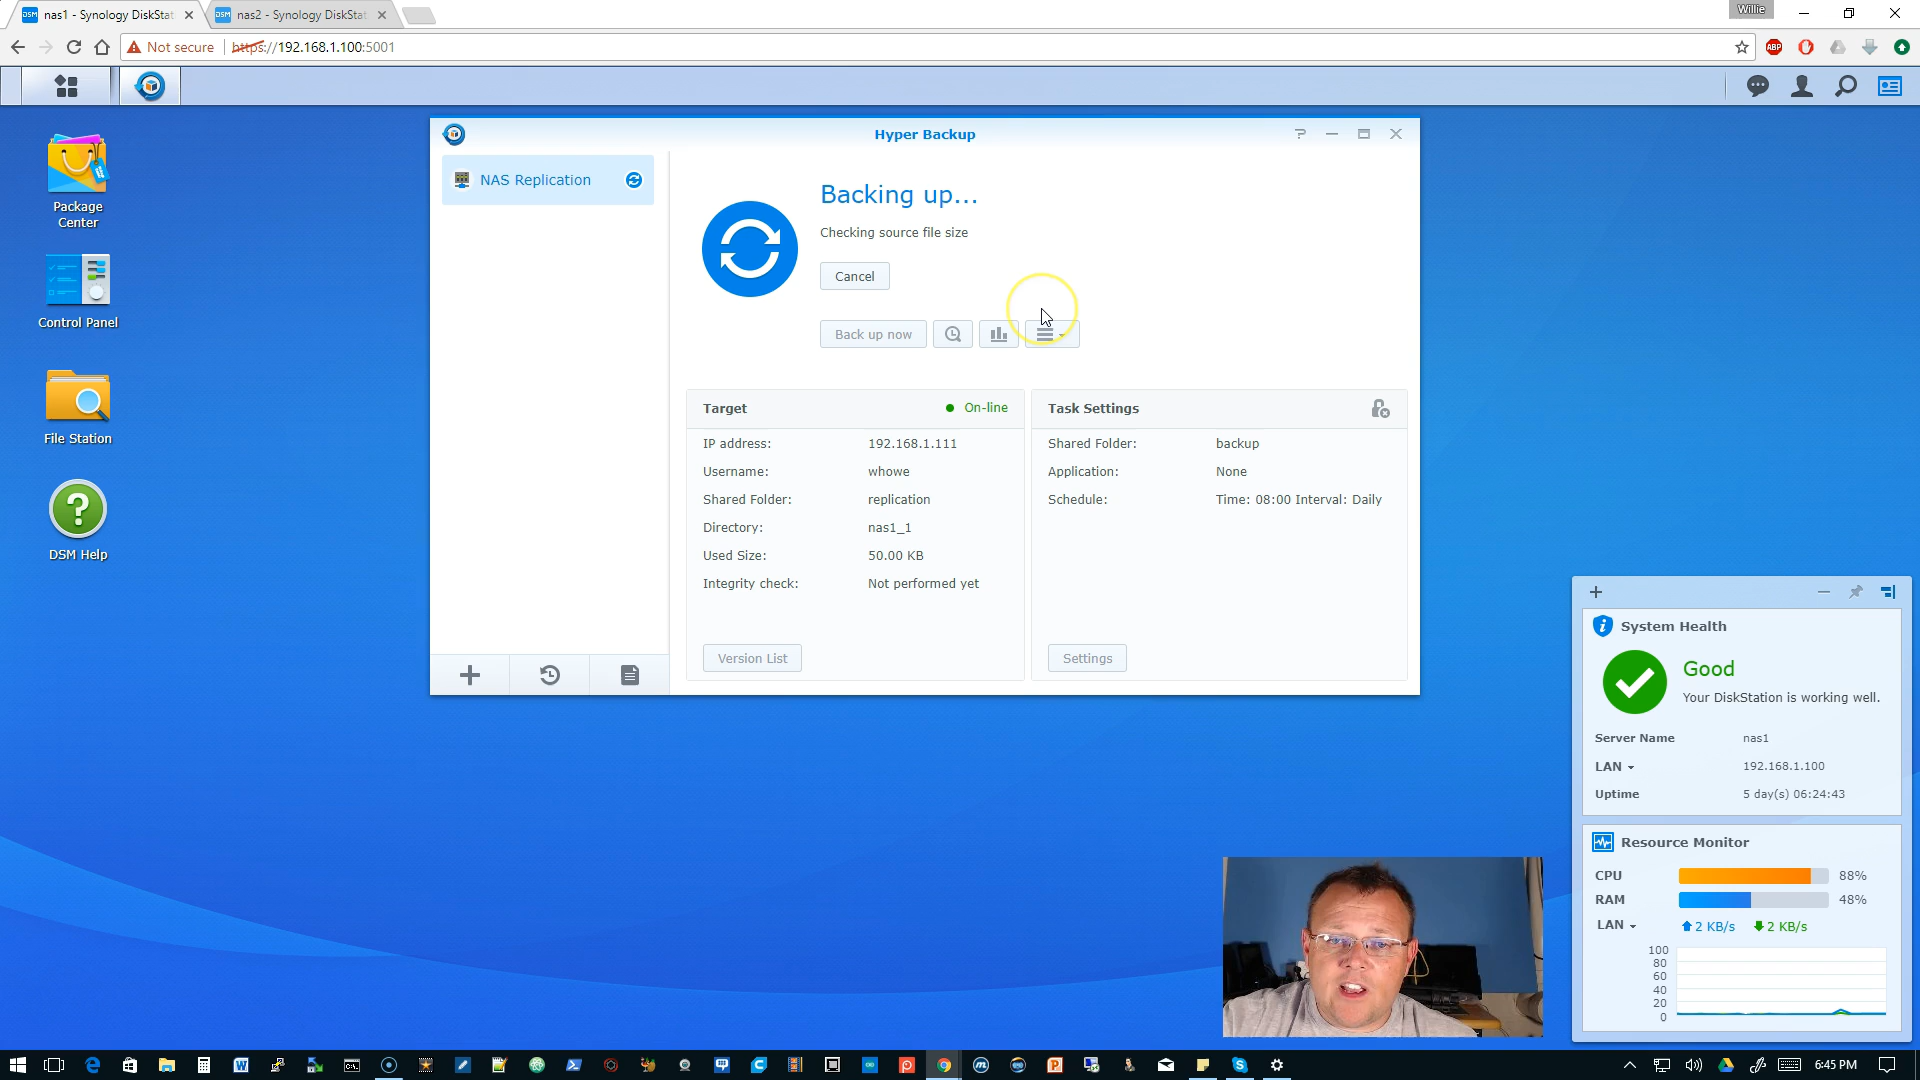 nas1 - Synology DiskStat
nas2 - Synology DiskStat
Willie
Not secure
https://192.168.1.100:5001
ABP
Package
Center
Control Panel
File Station
DSM Help
Hyper Backup
NAS Replication
Backing up...
Checking source file size
Cancel
Back up now
Target
On-line
IP address: 192.168.1.111
Username: whowe
Shared Folder: replication
Directory: nas1_1
Used Size: 50.00 KB
Integrity check: Not performed yet
Version List
Task Settings
Shared Folder: backup
Application: None
Schedule: Time: 08:00 Interval: Daily
Settings
System Health
Good
Your DiskStation is working well.
Server Name nas1
LAN 192.168.1.100
Uptime 5 day(s) 06:24:43
Resource Monitor
CPU 88%
RAM 48%
LAN 2 KB/s 2 KB/s
100
80
60
40
20
0
6:45 PM